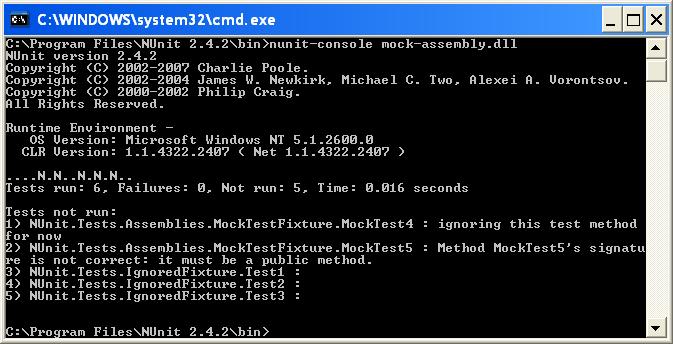 C:\WINDOWS\system32\cmd.exe
C:\Program Files\NUnit 2.4.2\bin>nunit-console mock-assembly.dll
NUnit version 2.4.2
Copyright (C) 2002-2007 Charlie Poole.
Copyright (C) 2002-2004 James W. Newkirk, Michael C. Two, Alexei A. Vorontsov.
Copyright (C) 2000-2002 Philip Craig.
All Rights Reserved.
Runtime Environment -
OS Version: Microsoft Windows NT 5.1.2600.0
CLR Version: 1.1.4322.2407 ( Net 1.1.4322.2407 )
....N.N..N.N.N..
Tests run: 6, Failures: 0, Not run: 5, Time: 0.016 seconds
Tests not run:
1) NUnit.Tests.Assemblies.MockTestFixture.MockTest4 : ignoring this test method
for now
2) NUnit.Tests.Assemblies.MockTestFixture.MockTest5 : Method MockTest5's signatu
re is not correct: it must be a public method.
3) NUnit.Tests.IgnoredFixture.Test1 :
4) NUnit.Tests.IgnoredFixture.Test2 :
5) NUnit.Tests.IgnoredFixture.Test3 :
C:\Program Files\NUnit 2.4.2\bin>